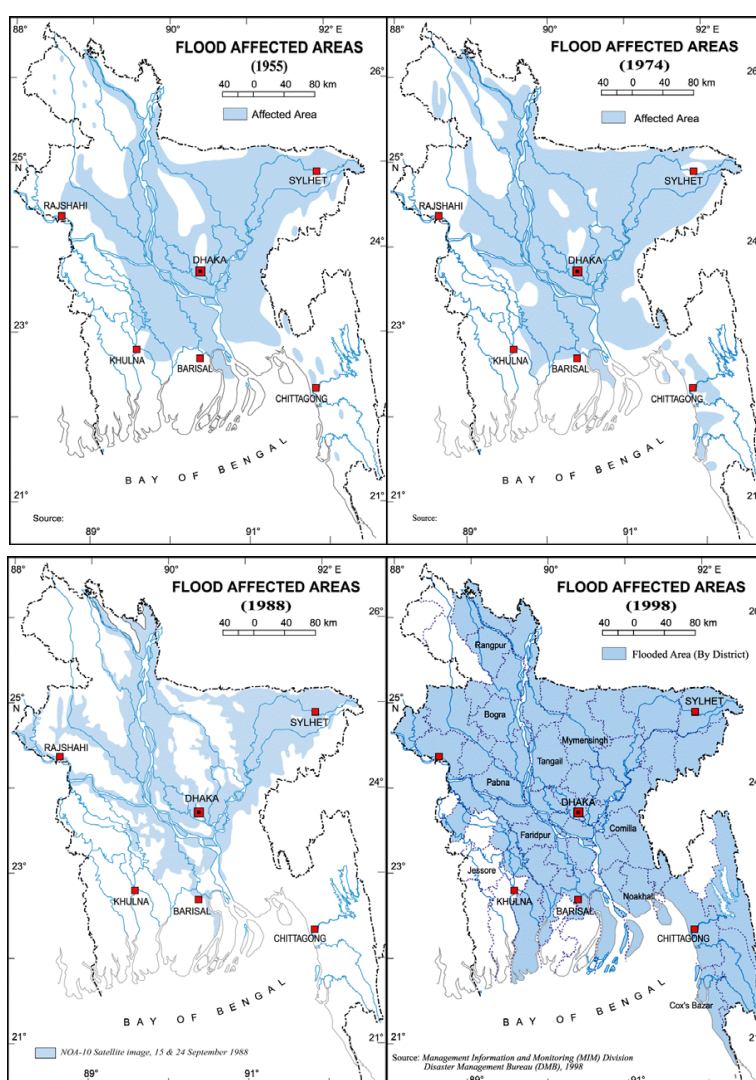 88°
90°
92° E
FLOOD AFFECTED AREAS
(1955)
40 0 80 km
Affected Area
26°
25°
N
SYLHET
RAJSHAHI
24°
DHAKA
23°
KHULNA
BARISAL
CHITTAGONG
BAY OF BENGAL
21°
Source:
89°
91°
88°
90°
92° E
FLOOD AFFECTED AREAS
(1974)
40 0 80 km
Affected Area
26°
25°
N
SYLHET
RAJSHAHI
24°
DHAKA
23°
KHULNA
BARISAL
CHITTAGONG
BAY OF BENGAL
21°
Source:
89°
91°
88°
90°
92° E
FLOOD AFFECTED AREAS
(1988)
40 0 80
km
26°
25°
N
SYLHET
RAJSHAHI
24°
DHAKA
23°
KHULNA
BARISAL
CHITTAGONG
BAY OF BENGAL
21°
NOA-10 Satellite image, 15 & 24 September 1988
89°
91°
88°
90°
92° E
FLOOD AFFECTED AREAS
(1998)
40 0 80 km
Flooded Area (By District)
26°
Rangpur
25°
N
SYLHET
Bogra
Mymensingh
Tangail
24°
Pabna
DHAKA
Faridpur
Comilla
23°
Jessore
KHULNA
Noakhali
BARISAL
CHITTAGONG
BAY OF BENGAL
Cox's Bazar
21°
Source: Management Information and Monitoring (MIM) Division
Disaster Management Bureau (DMB), 1998
89°
91°